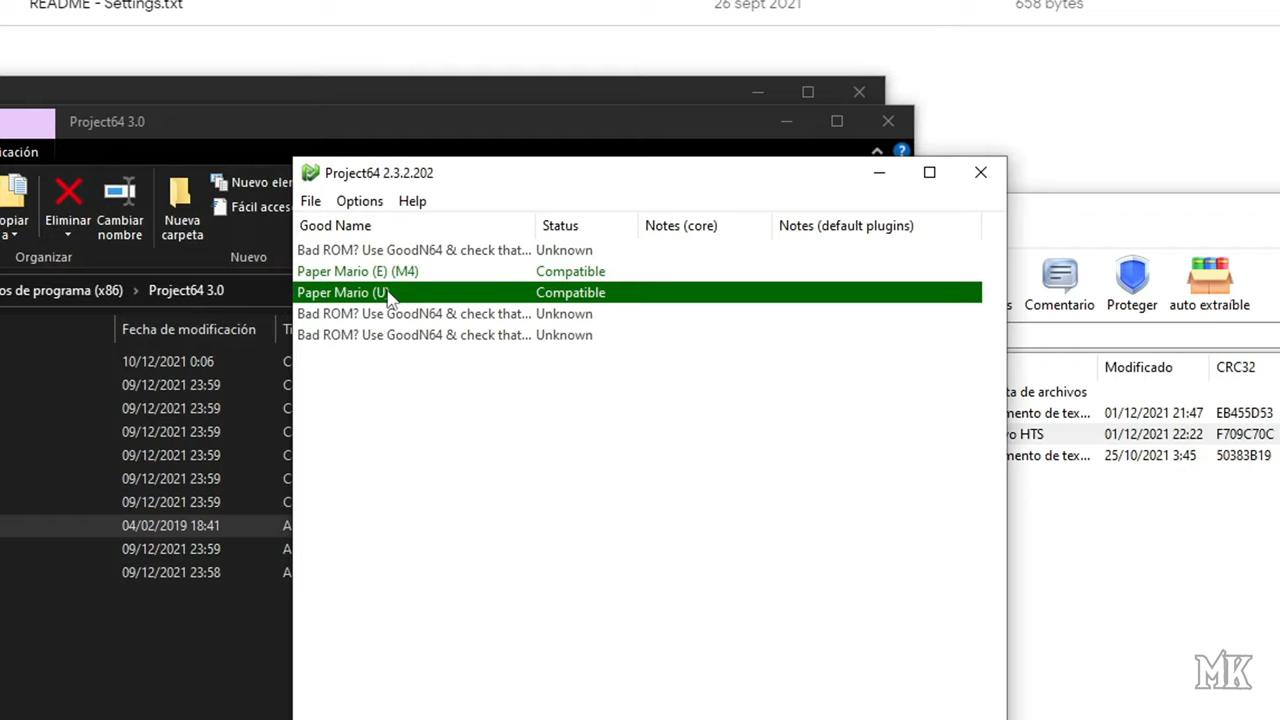 README - Settings.txt 26 sept 2021 658 bytes
Project64 3.0
cación
opiar a
Eliminar
Cambiar nombre
Nueva carpeta
Nuevo eler
Fácil acces
Organizar
Nuevo
os de programa (x86) > Project64 3.0
Fecha de modificación
10/12/2021 0:06 C
09/12/2021 23:59 C
09/12/2021 23:59 C
09/12/2021 23:59 C
09/12/2021 23:59 C
09/12/2021 23:59 C
09/12/2021 23:59 C
04/02/2019 18:41 A
09/12/2021 23:59 A
09/12/2021 23:58 A
Project64 2.3.2.202
File Options Help
Good Name Status Notes (core) Notes (default plugins)
Bad ROM? Use GoodN64 & check that... Unknown
Paper Mario (E) (M4) Compatible
Paper Mario (U) Compatible
Bad ROM? Use GoodN64 & check that... Unknown
Bad ROM? Use GoodN64 & check that... Unknown
s Comentario Proteger auto extraíble
Modificado CRC32
ta de archivos
mento de tex... 01/12/2021 21:47 EB455D53
o HTS 01/12/2021 22:22 F709C70C
mento de tex... 25/10/2021 3:45 50383B19
MK